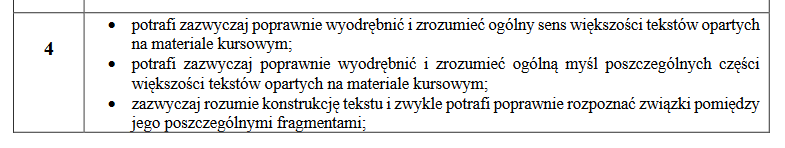 4
• potrafi zazwyczaj poprawnie wyodrębnić i zrozumieć ogólny sens większości tekstów opartych
na materiale kursowym;
• potrafi zazwyczaj poprawnie wyodrębnić i zrozumieć ogólną myśl poszczególnych części
większości tekstów opartych na materiale kursowym;
• zazwyczaj rozumie konstrukcję tekstu i zwykle potrafi poprawnie rozpoznać związki pomiędzy
jego poszczególnymi fragmentami;